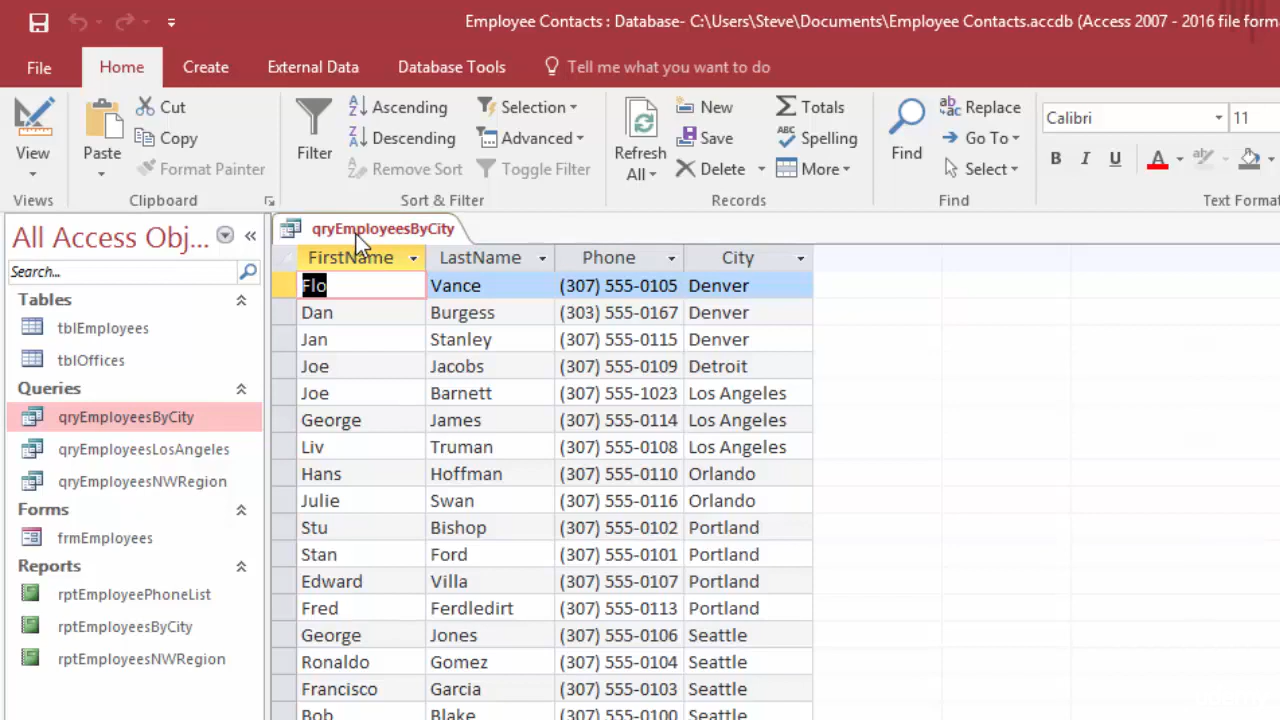 Employee Contacts : Database- C:\Users\Steve\Documents\Employee Contacts.accdb (Access 2007 - 2016 file forma
File Home Create External Data Database Tools Tell me what you want to do
View
Views
Paste
Cut
Copy
Format Painter
Clipboard
Filter
Ascending
Descending
Remove Sort
Selection
Advanced
Toggle Filter
Sort & Filter
Refresh
All
New
Save
Delete
Totals
Spelling
More
Records
Find
Replace
Go To
Select
Find
Calibri 11
B I U A
Text Format
All Access Obj...
Search...
Tables
tblEmployees
tblOffices
Queries
qryEmployeesByCity
qryEmployeesLosAngeles
qryEmployeesNWRegion
Forms
frmEmployees
Reports
rptEmployeePhoneList
rptEmployeesByCity
rptEmployeesNWRegion
qryEmployeesByCity
FirstName LastName Phone City
Flo Vance (307) 555-0105 Denver
Dan Burgess (303) 555-0167 Denver
Jan Stanley (307) 555-0115 Denver
Joe Jacobs (307) 555-0109 Detroit
Joe Barnett (307) 555-1023 Los Angeles
George James (307) 555-0114 Los Angeles
Liv Truman (307) 555-0108 Los Angeles
Hans Hoffman (307) 555-0110 Orlando
Julie Swan (307) 555-0116 Orlando
Stu Bishop (307) 555-0102 Portland
Stan Ford (307) 555-0101 Portland
Edward Villa (307) 555-0107 Portland
Fred Ferdledirt (307) 555-0113 Portland
George Jones (307) 555-0106 Seattle
Ronaldo Gomez (307) 555-0104 Seattle
Francisco Garcia (307) 555-0103 Seattle
Bob Blake (307) 555-0100 Seattle